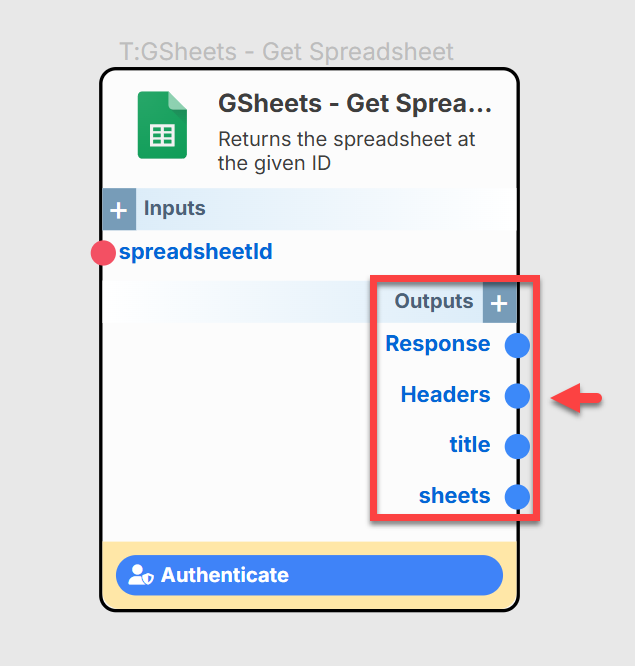 T:GSheets - Get Spreadsheet
GSheets - Get Sprea...
Returns the spreadsheet at
the given ID
+ Inputs
spreadsheetId
Outputs +
Response
Headers
title
sheets
Authenticate